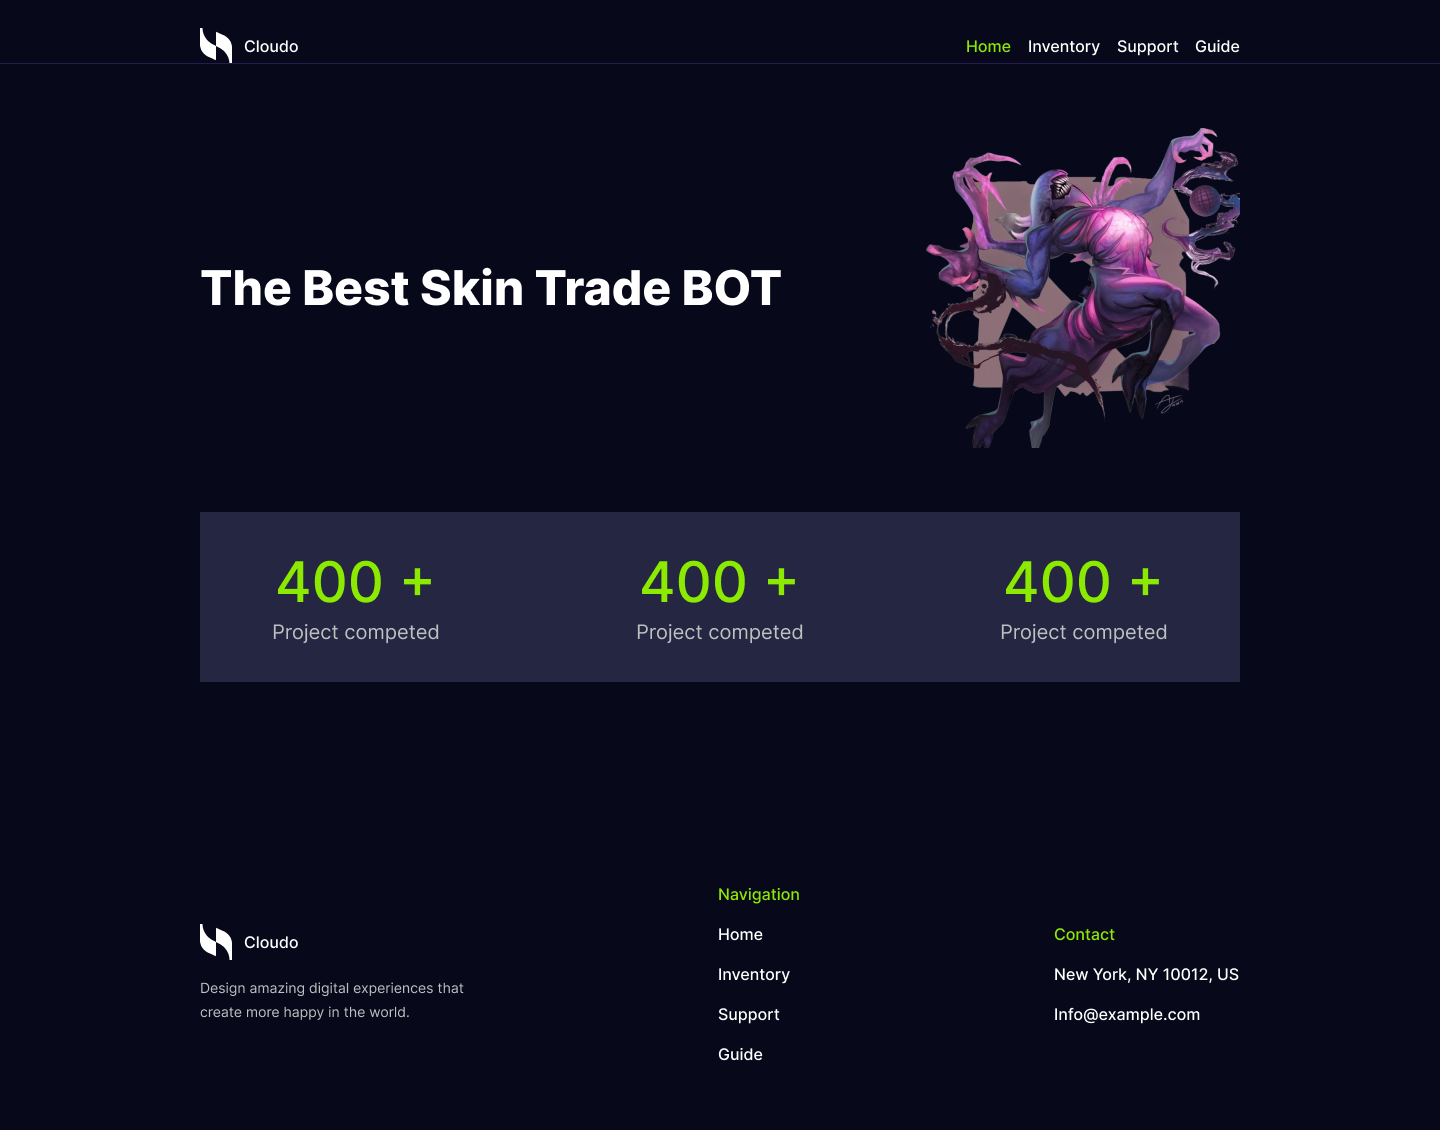 Cloudo
Home Inventory Support Guide
The Best Skin Trade BOT
400 + 400 + 400 +
Project competed Project competed Project competed
Cloudo
Design amazing digital experiences that
create more happy in the world.
Navigation
Home
Inventory
Support
Guide
Contact
New York, NY 10012, US
Info@example.com